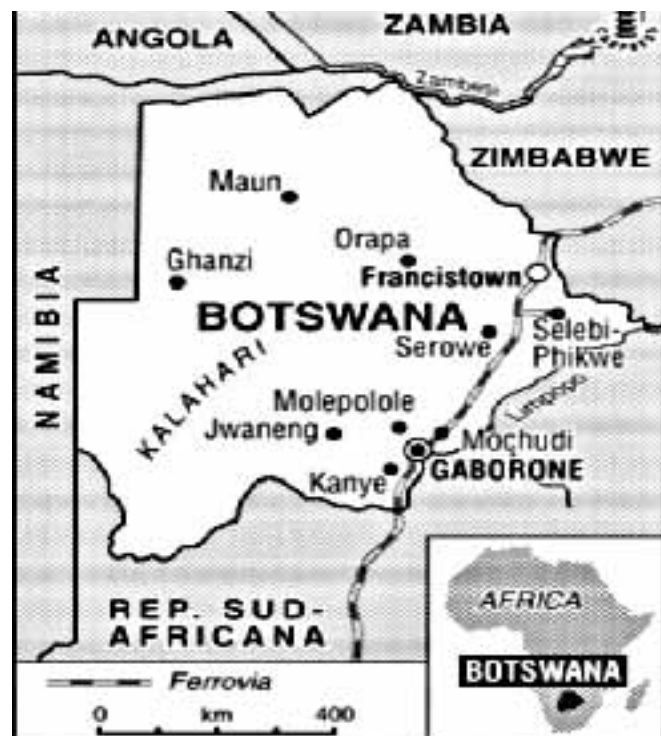 ANGOLA
ZAMBIA
Zambesi
ZIMBABWE
Maun
Orapa
Ghanzi
Francistown
NAMIBIA
BOTSWANA
Serowe
Selebi-
Phikwe
KALAHARI
Limpopo
Molepolole
Jwaneng
Mochudi
Kanye
GABORONE
REP. SUD-
AFRICANA
AFRICA
BOTSWANA
Ferrovia
0 km 400